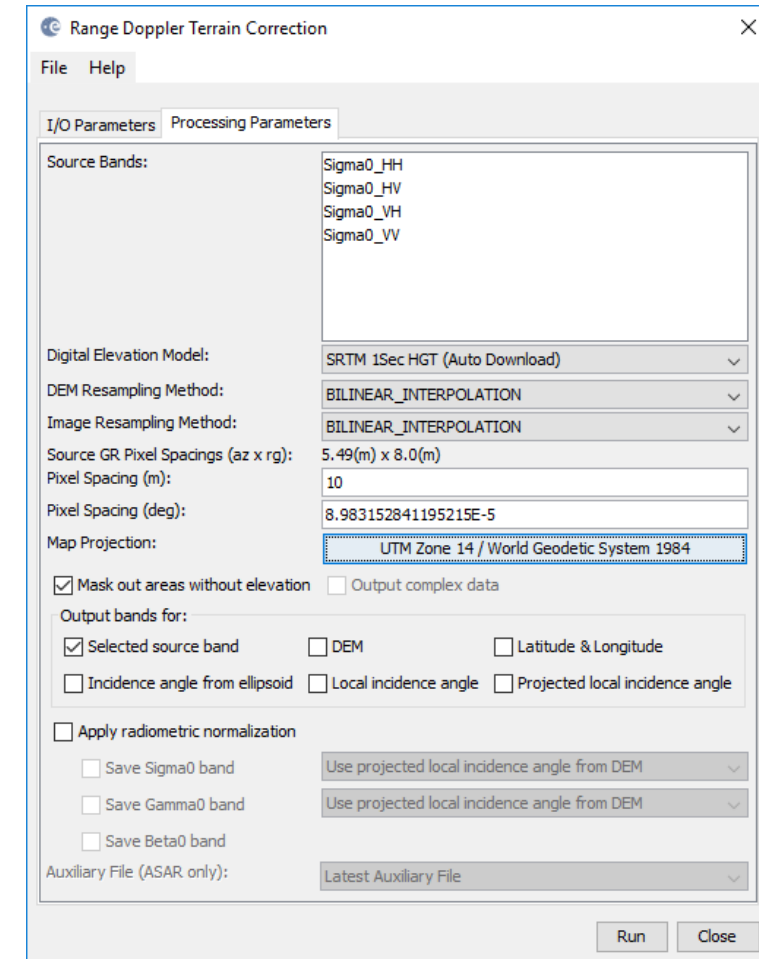 Range Doppler Terrain Correction
File Help
I/O Parameters Processing Parameters
Source Bands:
Sigma0_HH
Sigma0_HV
Sigma0_VH
Sigma0_VV
Digital Elevation Model: SRTM 1Sec HGT (Auto Download)
DEM Resampling Method: BILINEAR_INTERPOLATION
Image Resampling Method: BILINEAR_INTERPOLATION
Source GR Pixel Spacings (az x rg): 5.49(m) x 8.0(m)
Pixel Spacing (m): 10
Pixel Spacing (deg): 8.983152841195215E-5
Map Projection: UTM Zone 14 / World Geodetic System 1984
Mask out areas without elevation Output complex data
Output bands for:
Selected source band DEM Latitude & Longitude
Incidence angle from ellipsoid Local incidence angle Projected local incidence angle
Apply radiometric normalization
Save Sigma0 band Use projected local incidence angle from DEM
Save Gamma0 band Use projected local incidence angle from DEM
Save Beta0 band
Auxiliary File (ASAR only): Latest Auxiliary File
Run Close